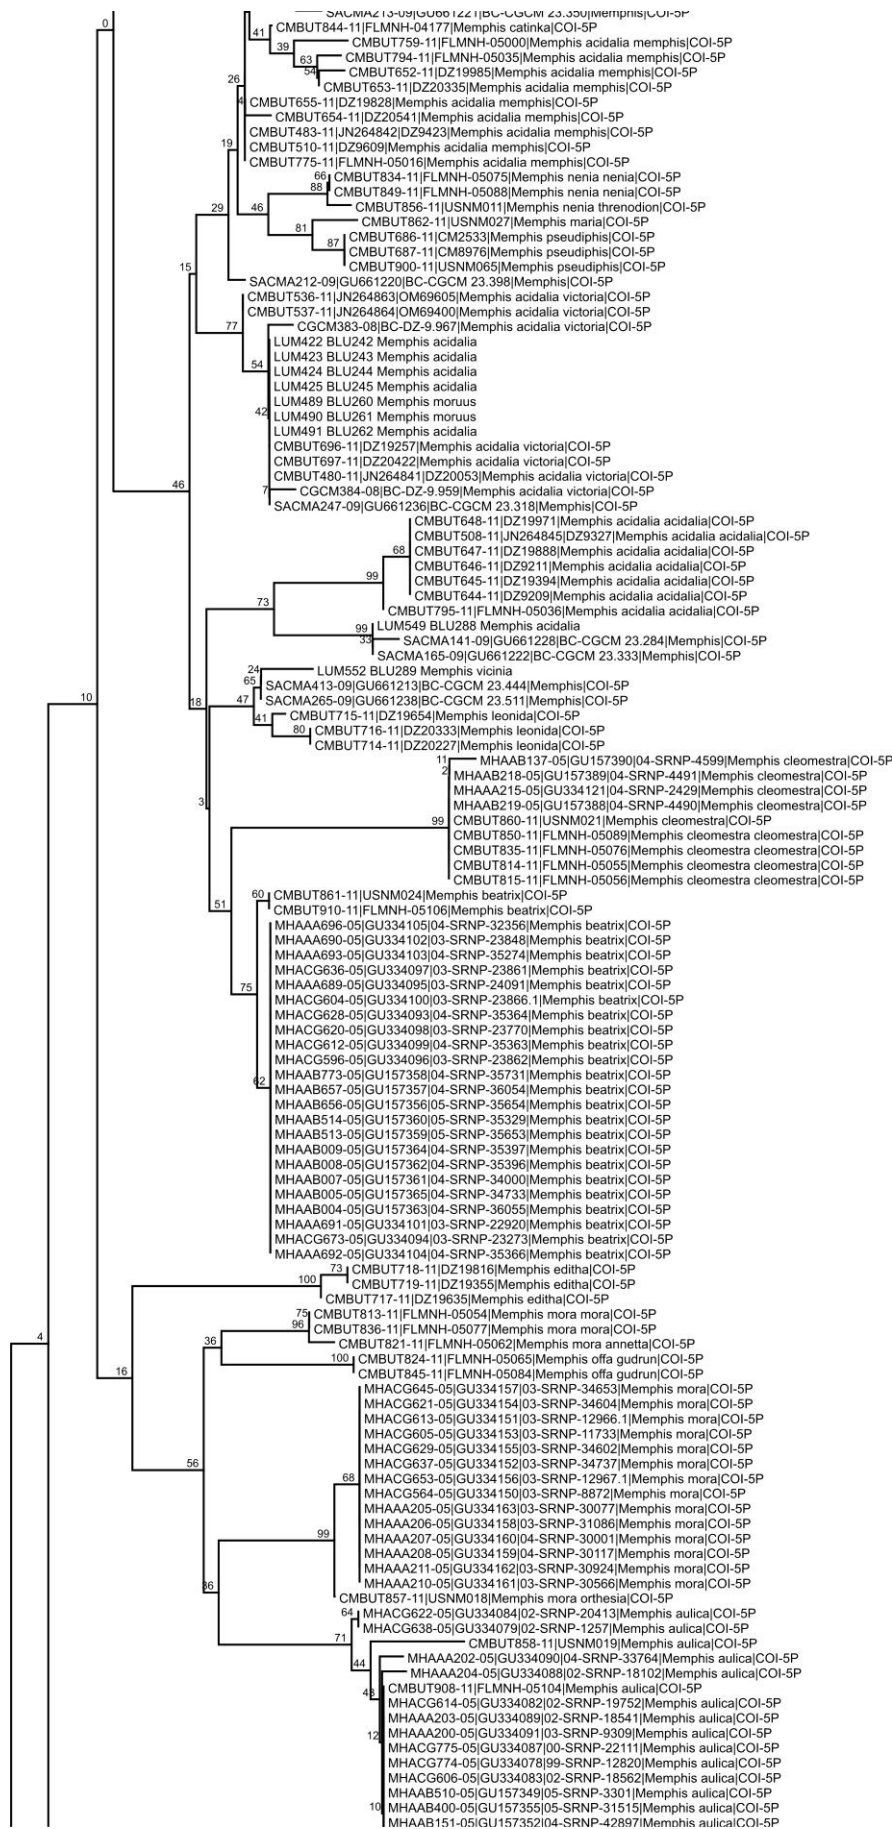 SACMA213-09|GU661221|BC-CGCM 23.350|Memphis|COI-5P
0
41
CMBUT844-11|FLMNH-04177|Memphis catinka|COI-5P
CMBUT759-11|FLMNH-05000|Memphis acidalia memphis|COI-5P
39
CMBUT794-11|FLMNH-05035|Memphis acidalia memphis|COI-5P
63
CMBUT652-11|DZ19985|Memphis acidalia memphis|COI-5P
54
CMBUT653-11|DZ20335|Memphis acidalia memphis|COI-5P
26
CMBUT655-11|DZ19828|Memphis acidalia memphis|COI-5P
4
CMBUT654-11|DZ20541|Memphis acidalia memphis|COI-5P
CMBUT483-11|JN264842|DZ9423|Memphis acidalia memphis|COI-5P
CMBUT510-11|DZ9609|Memphis acidalia memphis|COI-5P
19
CMBUT775-11|FLMNH-05016|Memphis acidalia memphis|COI-5P
66
CMBUT834-11|FLMNH-05075|Memphis nenia nenia|COI-5P
88
CMBUT849-11|FLMNH-05088|Memphis nenia nenia|COI-5P
29
46
CMBUT856-11|USNM011|Memphis nenia threnodion|COI-5P
CMBUT862-11|USNM027|Memphis maria|COI-5P
81
CMBUT686-11|CM2533|Memphis pseudiphis|COI-5P
87
CMBUT687-11|CM8976|Memphis pseudiphis|COI-5P
CMBUT900-11|USNM065|Memphis pseudiphis|COI-5P
15
SACMA212-09|GU661220|BC-CGCM 23.398|Memphis|COI-5P
CMBUT536-11|JN264863|OM69605|Memphis acidalia victoria|COI-5P
CMBUT537-11|JN264864|OM69400|Memphis acidalia victoria|COI-5P
77
CGCM383-08|BC-DZ-9.967|Memphis acidalia victoria|COI-5P
LUM422 BLU242 Memphis acidalia
LUM423 BLU243 Memphis acidalia
54
LUM424 BLU244 Memphis acidalia
LUM425 BLU245 Memphis acidalia
LUM489 BLU260 Memphis moruus
42
LUM490 BLU261 Memphis moruus
LUM491 BLU262 Memphis acidalia
CMBUT696-11|DZ19257|Memphis acidalia victoria|COI-5P
CMBUT697-11|DZ20422|Memphis acidalia victoria|COI-5P
CMBUT480-11|JN264841|DZ20053|Memphis acidalia victoria|COI-5P
46
7
CGCM384-08|BC-DZ-9.959|Memphis acidalia victoria|COI-5P
SACMA247-09|GU661236|BC-CGCM 23.318|Memphis|COI-5P
CMBUT648-11|DZ19971|Memphis acidalia acidalia|COI-5P
CMBUT508-11|JN264845|DZ9327|Memphis acidalia acidalia|COI-5P
68
CMBUT647-11|DZ19888|Memphis acidalia acidalia|COI-5P
CMBUT646-11|DZ9211|Memphis acidalia acidalia|COI-5P
99
CMBUT645-11|DZ19394|Memphis acidalia acidalia|COI-5P
CMBUT644-11|DZ9209|Memphis acidalia acidalia|COI-5P
73
CMBUT795-11|FLMNH-05036|Memphis acidalia acidalia|COI-5P
99
LUM549 BLU288 Memphis acidalia
33
SACMA141-09|GU661228|BC-CGCM 23.284|Memphis|COI-5P
SACMA165-09|GU661222|BC-CGCM 23.333|Memphis|COI-5P
24
LUM552 BLU289 Memphis vicinia
65
SACMA413-09|GU661213|BC-CGCM 23.444|Memphis|COI-5P
10
18
47
SACMA265-09|GU661238|BC-CGCM 23.511|Memphis|COI-5P
41
CMBUT715-11|DZ19654|Memphis leonida|COI-5P
80
CMBUT716-11|DZ20333|Memphis leonida|COI-5P
CMBUT714-11|DZ20227|Memphis leonida|COI-5P
11
MHAAB137-05|GU157390|04-SRNP-4599|Memphis cleomestra|COI-5P
2
MHAAB218-05|GU157389|04-SRNP-4491|Memphis cleomestra|COI-5P
MHAAA215-05|GU334121|04-SRNP-2429|Memphis cleomestra|COI-5P
3
MHAAB219-05|GU157388|04-SRNP-4490|Memphis cleomestra|COI-5P
99
CMBUT860-11|USNM021|Memphis cleomestra|COI-5P
CMBUT850-11|FLMNH-05089|Memphis cleomestra cleomestra|COI-5P
CMBUT835-11|FLMNH-05076|Memphis cleomestra cleomestra|COI-5P
CMBUT814-11|FLMNH-05055|Memphis cleomestra cleomestra|COI-5P
CMBUT815-11|FLMNH-05056|Memphis cleomestra cleomestra|COI-5P
51
60
CMBUT861-11|USNM024|Memphis beatrix|COI-5P
CMBUT910-11|FLMNH-05106|Memphis beatrix|COI-5P
MHAAA696-05|GU334105|04-SRNP-32356|Memphis beatrix|COI-5P
MHAAA690-05|GU334102|03-SRNP-23848|Memphis beatrix|COI-5P
MHAAA693-05|GU334103|04-SRNP-35274|Memphis beatrix|COI-5P
MHACG636-05|GU334097|03-SRNP-23861|Memphis beatrix|COI-5P
75
MHAAA689-05|GU334095|03-SRNP-24091|Memphis beatrix|COI-5P
MHACG604-05|GU334100|03-SRNP-23866.1|Memphis beatrix|COI-5P
MHACG628-05|GU334093|04-SRNP-35364|Memphis beatrix|COI-5P
MHACG620-05|GU334098|03-SRNP-23770|Memphis beatrix|COI-5P
MHACG612-05|GU334099|04-SRNP-35363|Memphis beatrix|COI-5P
MHACG596-05|GU334096|03-SRNP-23862|Memphis beatrix|COI-5P
62
MHAAB773-05|GU157358|04-SRNP-35731|Memphis beatrix|COI-5P
MHAAB657-05|GU157357|04-SRNP-36054|Memphis beatrix|COI-5P
MHAAB656-05|GU157356|05-SRNP-35654|Memphis beatrix|COI-5P
MHAAB514-05|GU157360|05-SRNP-35329|Memphis beatrix|COI-5P
MHAAB513-05|GU157359|05-SRNP-35653|Memphis beatrix|COI-5P
MHAAB009-05|GU157364|04-SRNP-35397|Memphis beatrix|COI-5P
MHAAB008-05|GU157362|04-SRNP-35396|Memphis beatrix|COI-5P
MHAAB007-05|GU157361|04-SRNP-34000|Memphis beatrix|COI-5P
MHAAB005-05|GU157365|04-SRNP-34733|Memphis beatrix|COI-5P
MHAAB004-05|GU157363|04-SRNP-36055|Memphis beatrix|COI-5P
MHAAA691-05|GU334101|03-SRNP-22920|Memphis beatrix|COI-5P
MHACG673-05|GU334094|03-SRNP-23273|Memphis beatrix|COI-5P
MHAAA692-05|GU334104|04-SRNP-35366|Memphis beatrix|COI-5P
73
CMBUT718-11|DZ19816|Memphis editha|COI-5P
100
CMBUT719-11|DZ19355|Memphis editha|COI-5P
CMBUT717-11|DZ19635|Memphis editha|COI-5P
75
CMBUT813-11|FLMNH-05054|Memphis mora mora|COI-5P
96
CMBUT836-11|FLMNH-05077|Memphis mora mora|COI-5P
4
36
CMBUT821-11|FLMNH-05062|Memphis mora annetta|COI-5P
100
CMBUT824-11|FLMNH-05065|Memphis offa gudrun|COI-5P
16
CMBUT845-11|FLMNH-05084|Memphis offa gudrun|COI-5P
MHACG645-05|GU334157|03-SRNP-34653|Memphis mora|COI-5P
MHACG621-05|GU334154|03-SRNP-34604|Memphis mora|COI-5P
MHACG613-05|GU334151|03-SRNP-12966.1|Memphis mora|COI-5P
MHACG605-05|GU334153|03-SRNP-11733|Memphis mora|COI-5P
MHACG629-05|GU334155|03-SRNP-34602|Memphis mora|COI-5P
56
MHACG637-05|GU334152|03-SRNP-34737|Memphis mora|COI-5P
68
MHACG653-05|GU334156|03-SRNP-12967.1|Memphis mora|COI-5P
MHACG564-05|GU334150|03-SRNP-8872|Memphis mora|COI-5P
MHAAA205-05|GU334163|03-SRNP-30077|Memphis mora|COI-5P
MHAAA206-05|GU334158|03-SRNP-31086|Memphis mora|COI-5P
99
MHAAA207-05|GU334160|04-SRNP-30001|Memphis mora|COI-5P
MHAAA208-05|GU334159|04-SRNP-30117|Memphis mora|COI-5P
MHAAA211-05|GU334162|03-SRNP-30924|Memphis mora|COI-5P
36
MHAAA210-05|GU334161|03-SRNP-30566|Memphis mora|COI-5P
CMBUT857-11|USNM018|Memphis mora orthesia|COI-5P
64
MHACG622-05|GU334084|02-SRNP-20413|Memphis aulica|COI-5P
MHACG638-05|GU334079|02-SRNP-1257|Memphis aulica|COI-5P
71
CMBUT858-11|USNM019|Memphis aulica|COI-5P
44
MHAAA202-05|GU334090|04-SRNP-33764|Memphis aulica|COI-5P
MHAAA204-05|GU334088|02-SRNP-18102|Memphis aulica|COI-5P
43
CMBUT908-11|FLMNH-05104|Memphis aulica|COI-5P
MHACG614-05|GU334082|02-SRNP-19752|Memphis aulica|COI-5P
MHAAA203-05|GU334089|02-SRNP-18541|Memphis aulica|COI-5P
12
MHAAA200-05|GU334091|03-SRNP-9309|Memphis aulica|COI-5P
MHACG775-05|GU334087|00-SRNP-22111|Memphis aulica|COI-5P
MHACG774-05|GU334078|99-SRNP-12820|Memphis aulica|COI-5P
MHACG606-05|GU334083|02-SRNP-18562|Memphis aulica|COI-5P
MHAAB510-05|GU157349|05-SRNP-3301|Memphis aulica|COI-5P
10
MHAAB400-05|GU157355|05-SRNP-31515|Memphis aulica|COI-5P
MHAAB151-05|GU157352|04-SRNP-42897|Memphis aulica|COI-5P